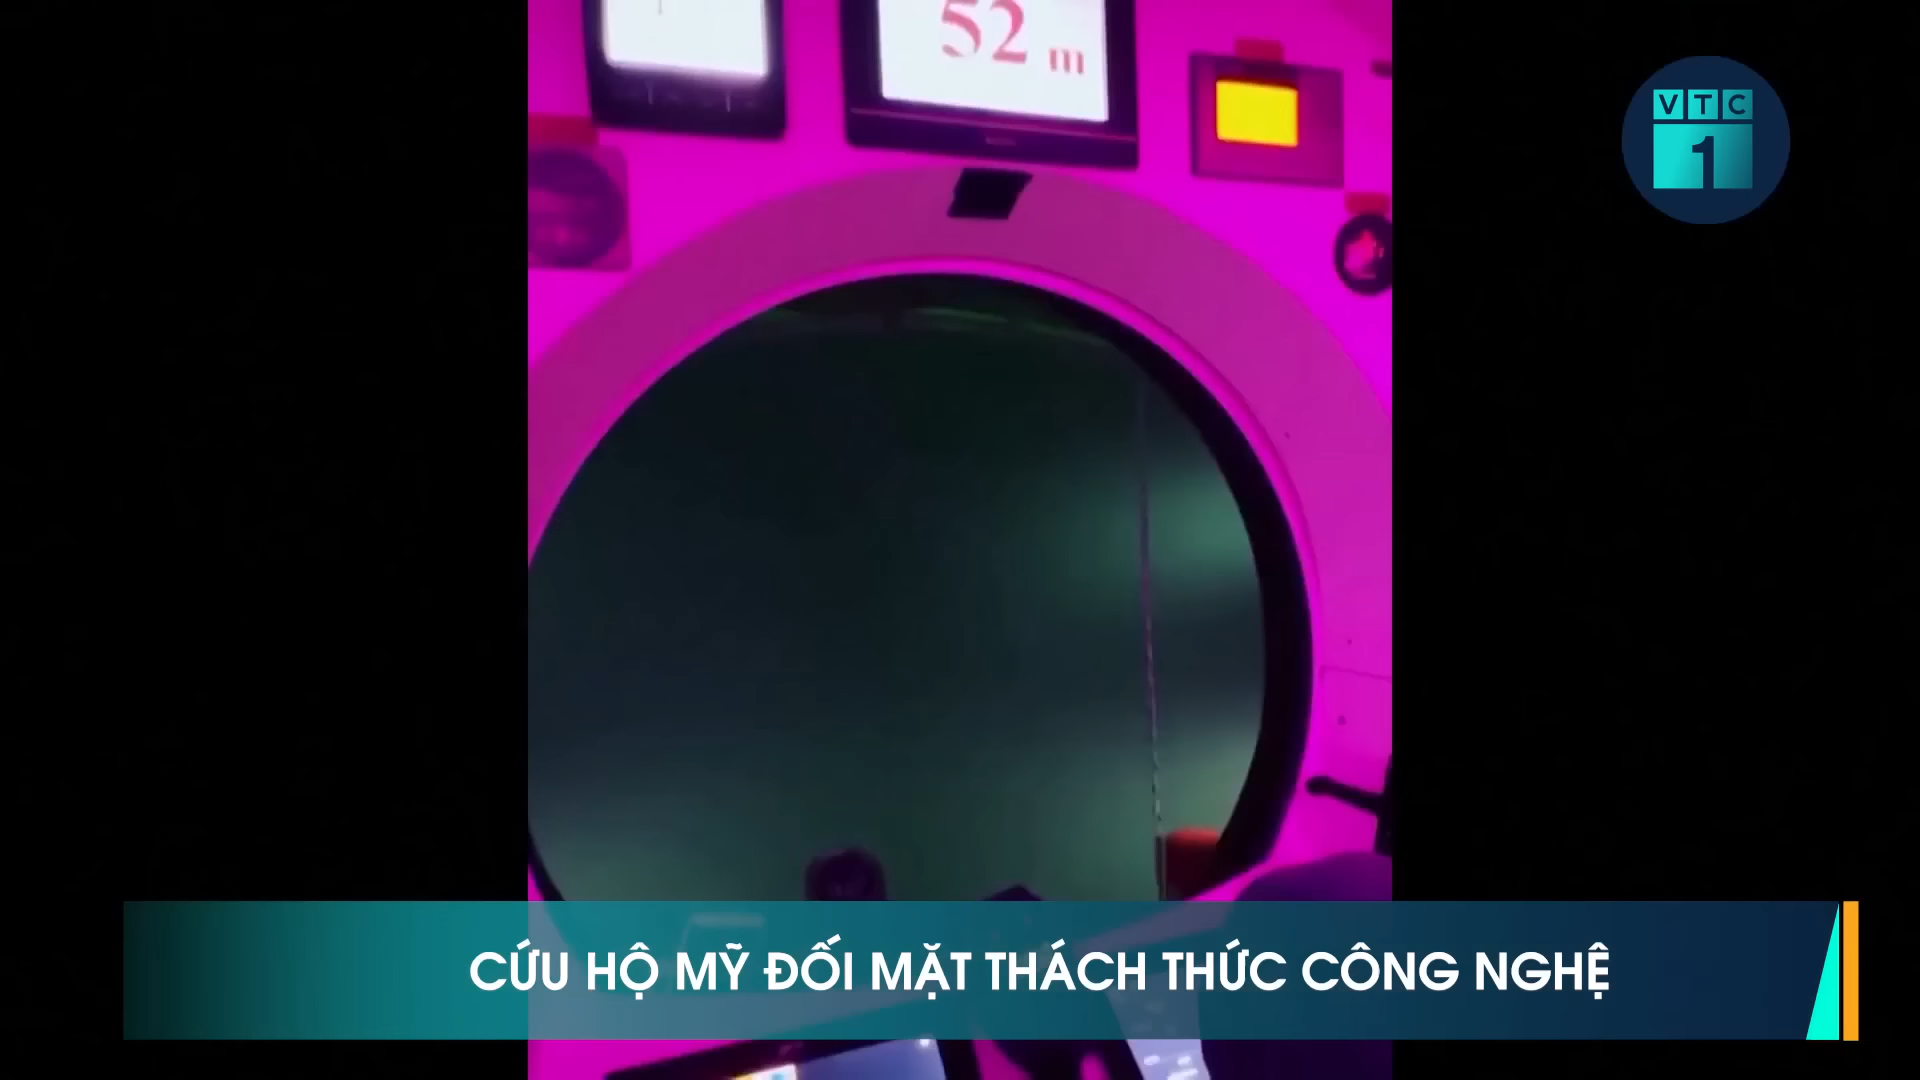 52 m
VTC
1
CỨU HỘ MỸ ĐỐI MẶT THÁCH THỨC CÔNG NGHỆ